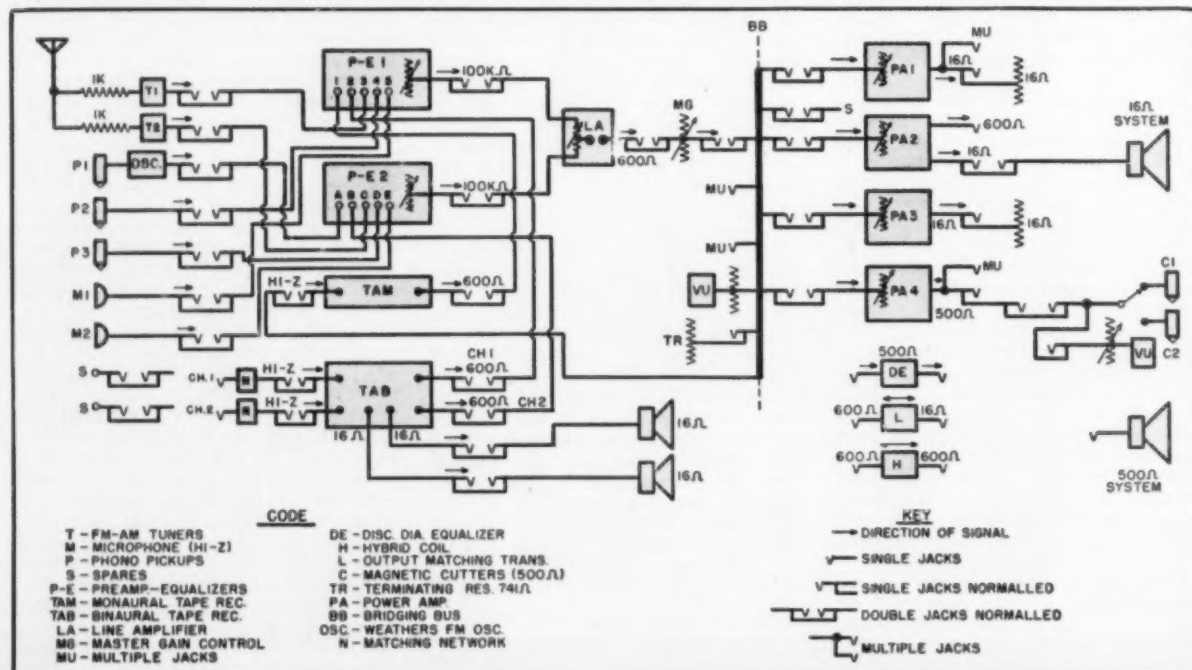 BB
P-E 1
1 2 3 4 5
100K Ω
1K
T1
1K
T2
P1
OSC.
P2
P3
M1
M2
S
S
P-E 2
A B C D E
100K Ω
LA
600Ω
MG
MU
MU
VU
TR
HI-Z
TAM
600Ω
CH.1
N
HI-Z
CH.2
N
HI-Z
TAB
CH1
600Ω
600Ω
CH2
16Ω
16Ω
16Ω
16Ω
PA1
MU
16Ω
16Ω
S
PA2
600Ω
16Ω
16Ω
SYSTEM
PA3
16Ω
16Ω
PA4
MU
500Ω
C1
C2
VU
500Ω
DE
600Ω
L
16Ω
600Ω
H
600Ω
500Ω
SYSTEM
CODE
T - FM-AM TUNERS
M - MICROPHONE (HI-Z)
P - PHONO PICKUPS
S - SPARES
P-E - PREAMP.-EQUALIZERS
TAM - MONAURAL TAPE REC.
TAB - BINAURAL TAPE REC.
LA - LINE AMPLIFIER
MG - MASTER GAIN CONTROL
MU - MULTIPLE JACKS
DE - DISC. DIA. EQUALIZER
H - HYBRID COIL
L - OUTPUT MATCHING TRANS.
C - MAGNETIC CUTTERS (500Ω)
TR - TERMINATING RES. 741Ω
PA - POWER AMP.
BB - BRIDGING BUS
OSC. - WEATHERS FM OSC.
N - MATCHING NETWORK
KEY
DIRECTION OF SIGNAL
SINGLE JACKS
SINGLE JACKS NORMALLED
DOUBLE JACKS NORMALLED
MULTIPLE JACKS